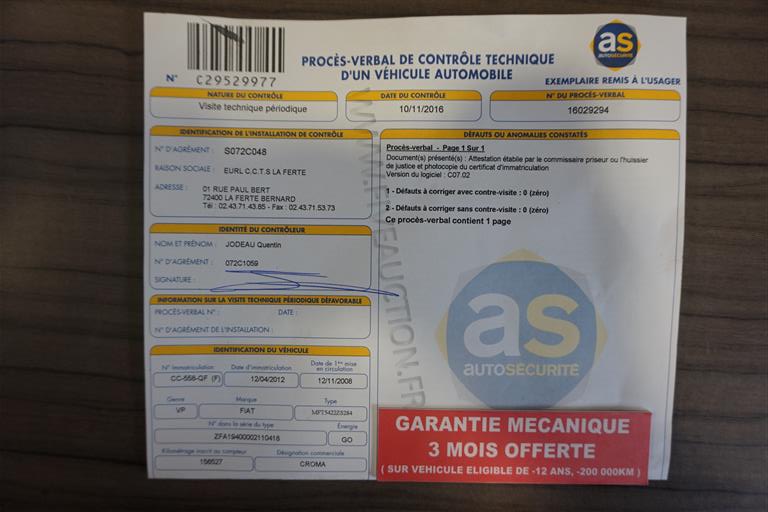 N° C29529977
PROCÈS-VERBAL DE CONTRÔLE TECHNIQUE
D'UN VÉHICULE AUTOMOBILE
as
AUTOSÉCURITÉ
EXEMPLAIRE REMIS À L'USAGER
NATURE DU CONTRÔLE
Visite technique périodique
DATE DU CONTRÔLE
10/11/2016
N° DU PROCÈS-VERBAL
16029294
IDENTIFICATION DE L'INSTALLATION DE CONTRÔLE
N° D'AGRÉMENT : S072C048
RAISON SOCIALE : EURL C.C.T.S LA FERTE
ADRESSE : 01 RUE PAUL BERT
72400 LA FERTE BERNARD
Tél : 02.43.71.43.85 - Fax : 02.43.71.53.73
IDENTITÉ DU CONTRÔLEUR
NOM ET PRÉNOM : JODEAU Quentin
N° D'AGRÉMENT : 072C1059
SIGNATURE :
INFORMATION SUR LA VISITE TECHNIQUE PÉRIODIQUE DÉFAVORABLE
PROCÈS-VERBAL N° : DATE :
N° D'AGRÉMENT DE L'INSTALLATION :
IDENTIFICATION DU VÉHICULE
N° Immatriculation Date d'immatriculation Date de 1ère mise
en circulation
CC-558-QF (F) 12/04/2012 12/11/2008
Genre Marque Type
VP FIAT MFT5422ES284
N° dans la série du type Énergie
ZFA19400002110418 GO
Kilométrage inscrit au compteur Désignation commerciale
156527 CROMA
DÉFAUTS OU ANOMALIES CONSTATÉS
Procès-verbal - Page 1 Sur 1
Document(s) présenté(s) : Attestation établie par le commissaire priseur ou l'huissier
de justice et photocopie du certificat d'immatriculation
Version du logiciel : C07.02
1 - Défauts à corriger avec contre-visite : 0 (zéro)
2 - Défauts à corriger sans contre-visite : 0 (zéro)
Ce procès-verbal contient 1 page
as
AUTOSÉCURITÉ
GARANTIE MECANIQUE
3 MOIS OFFERTE
( SUR VEHICULE ELIGIBLE DE -12 ANS, -200 000KM )